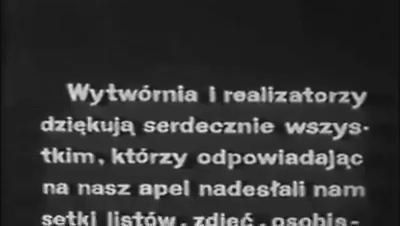 Wytwórnia i realizatorzy
dziękują serdecznie wszys-
tkim, którzy odpowiadając
na nasz apel nadesłali nam
setki listów, zdjęć, osobis-